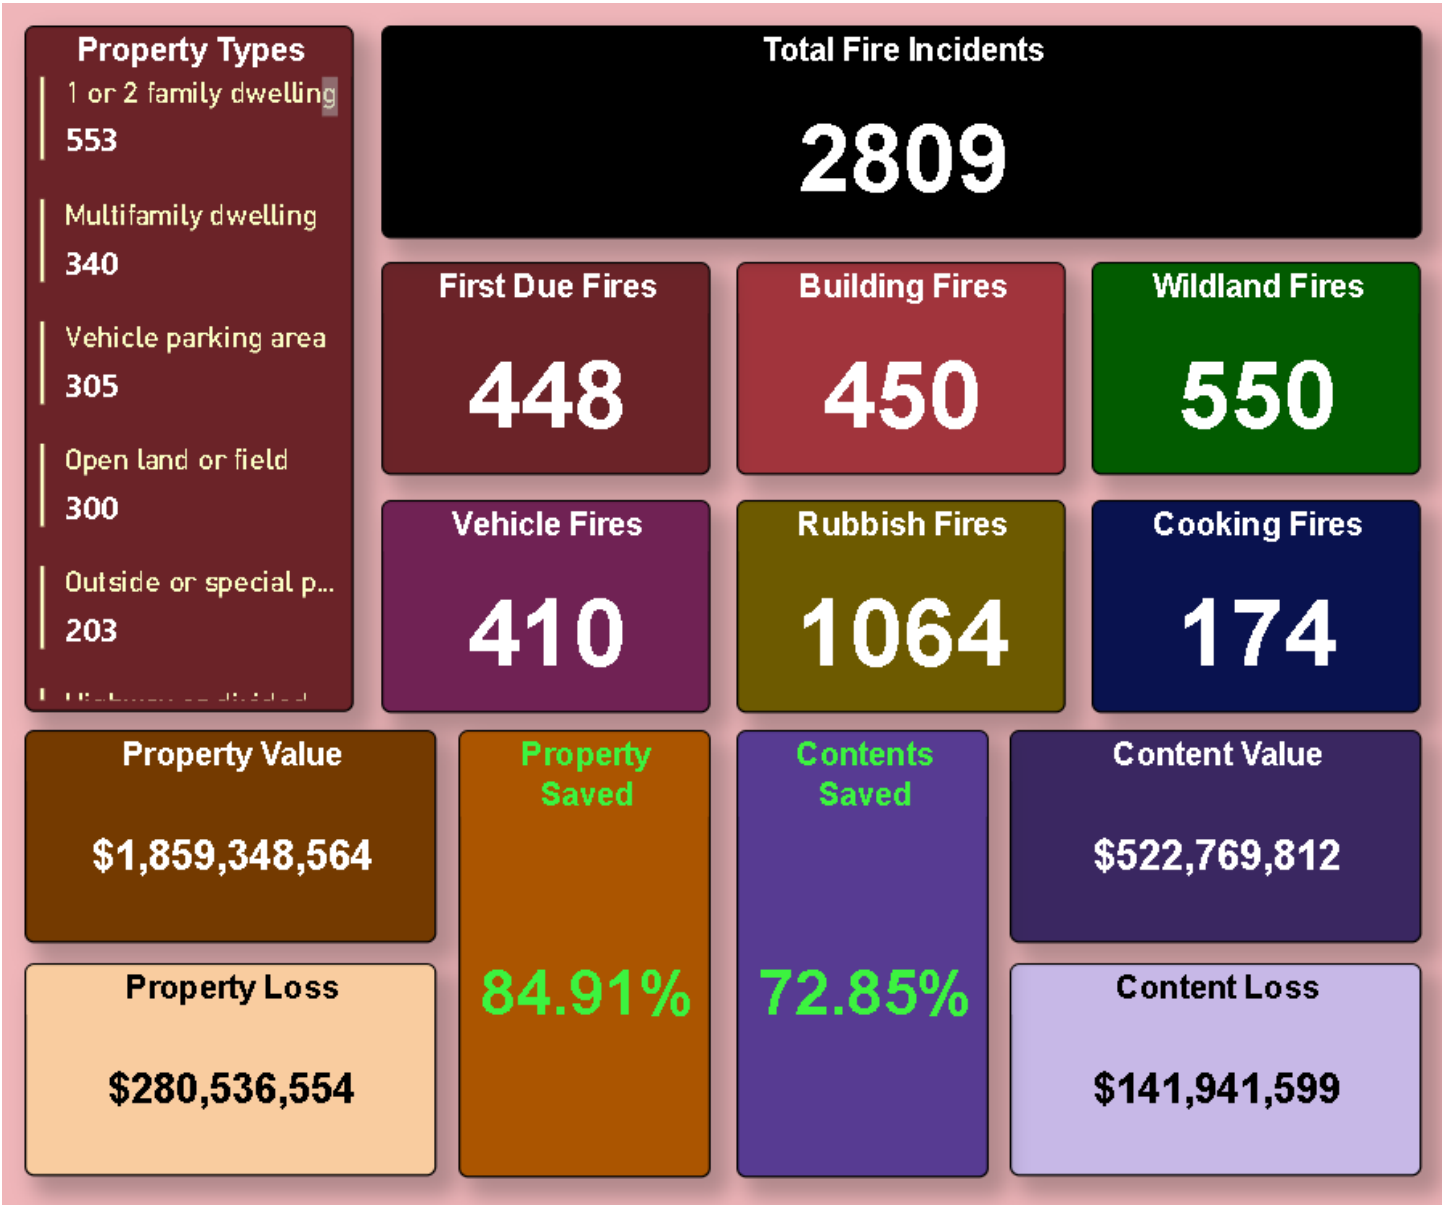 Property Types
1 or 2 family dwelling
553
Multifamily dwelling
340
Vehicle parking area
305
Open land or field
300
Outside or special p...
203
Total Fire Incidents
2809
First Due Fires
448
Building Fires
450
Wildland Fires
550
Vehicle Fires
410
Rubbish Fires
1064
Cooking Fires
174
Property Value
$1,859,348,564
Property Loss
$280,536,554
Property
Saved
84.91%
Contents
Saved
72.85%
Content Value
$522,769,812
Content Loss
$141,941,599